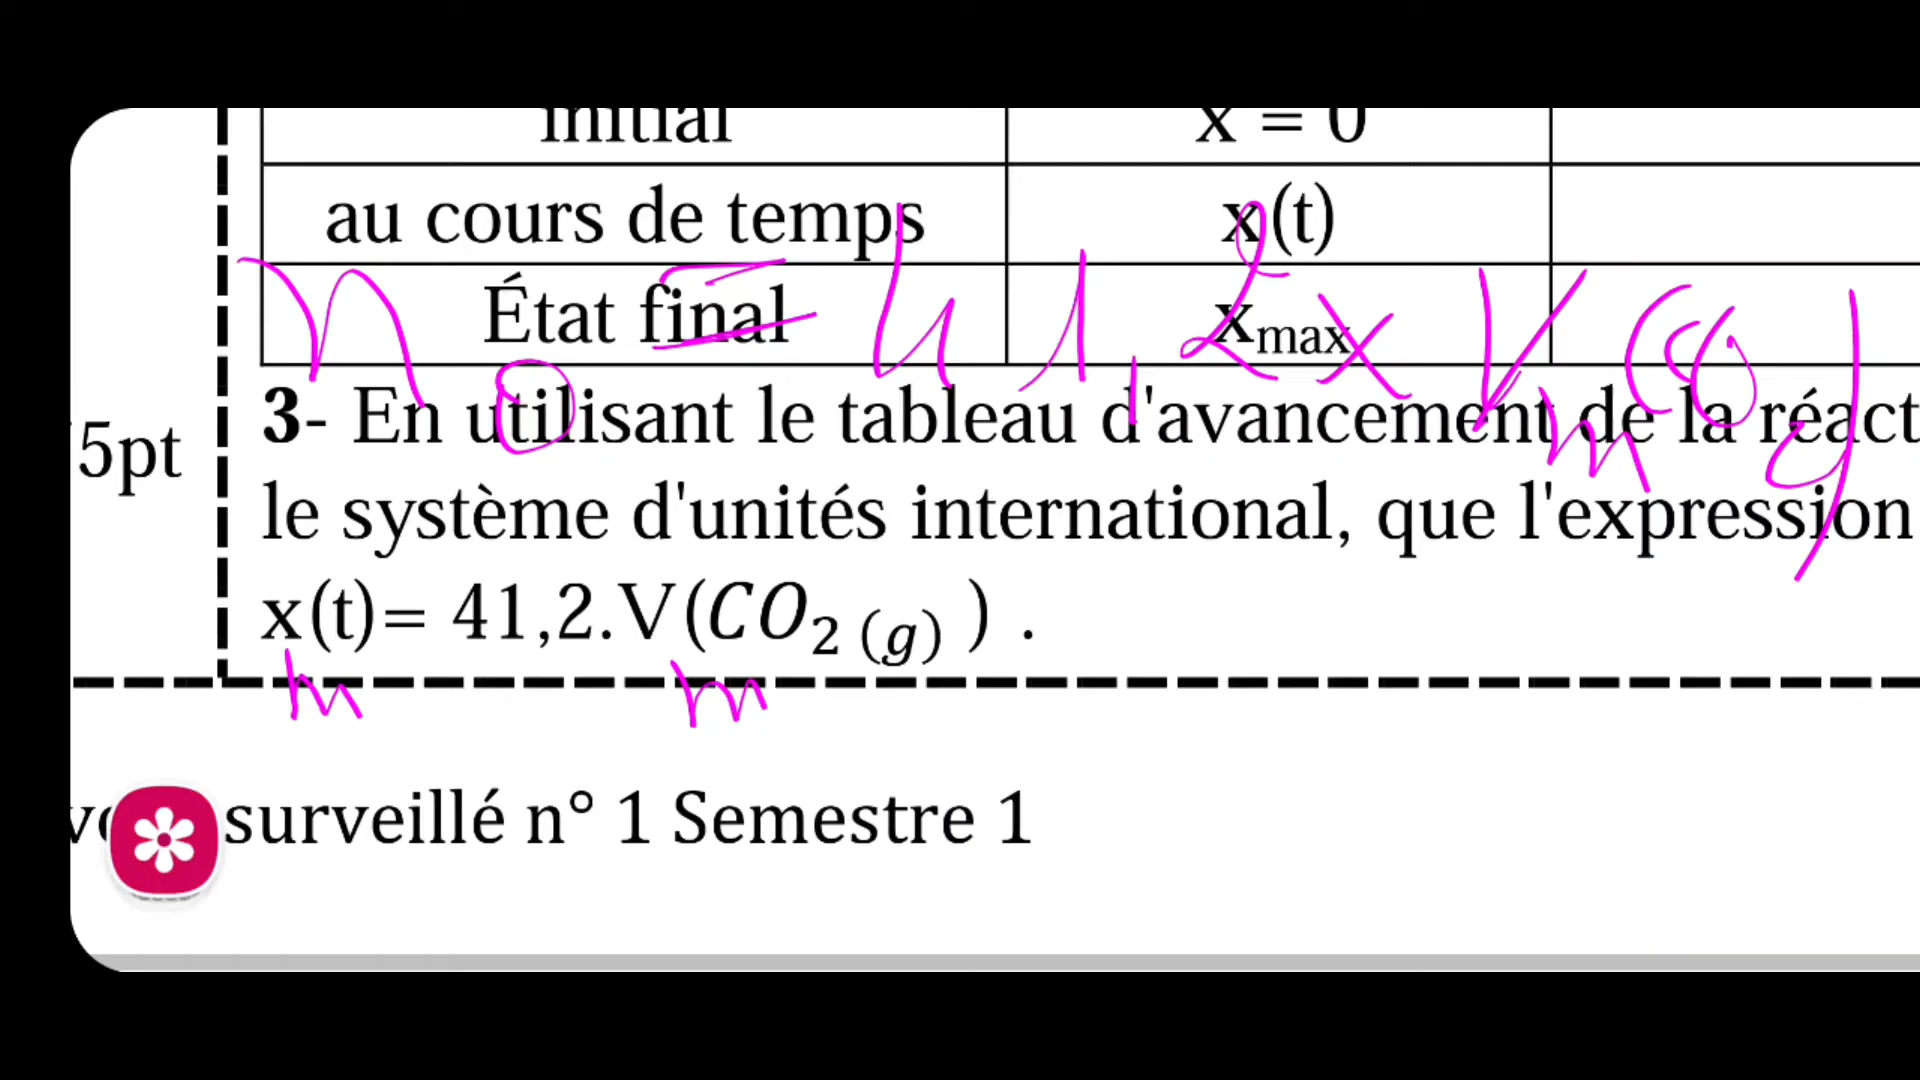 initial x = 0
au cours de temps x(t)
État final xmax
3- En utilisant le tableau d'avancement de la réact
5pt
le système d'unités international, que l'expression
x(t)= 41,2.V(CO2 (g) ) .
m m
surveillé n° 1 Semestre 1